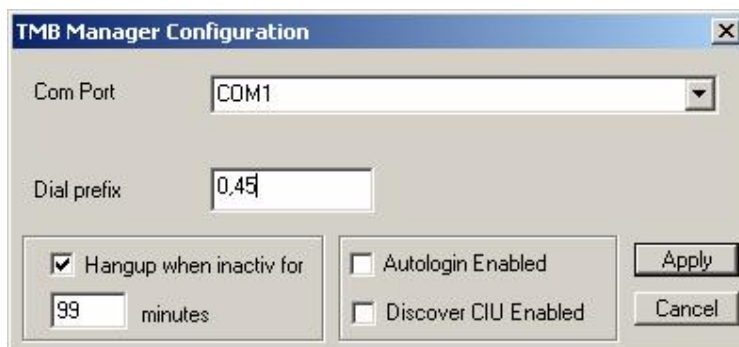 TMB Manager Configuration
Com Port COM1
Dial prefix 0,45
Hangup when inactiv for
99 minutes
Autologin Enabled
Discover CIU Enabled
Apply
Cancel